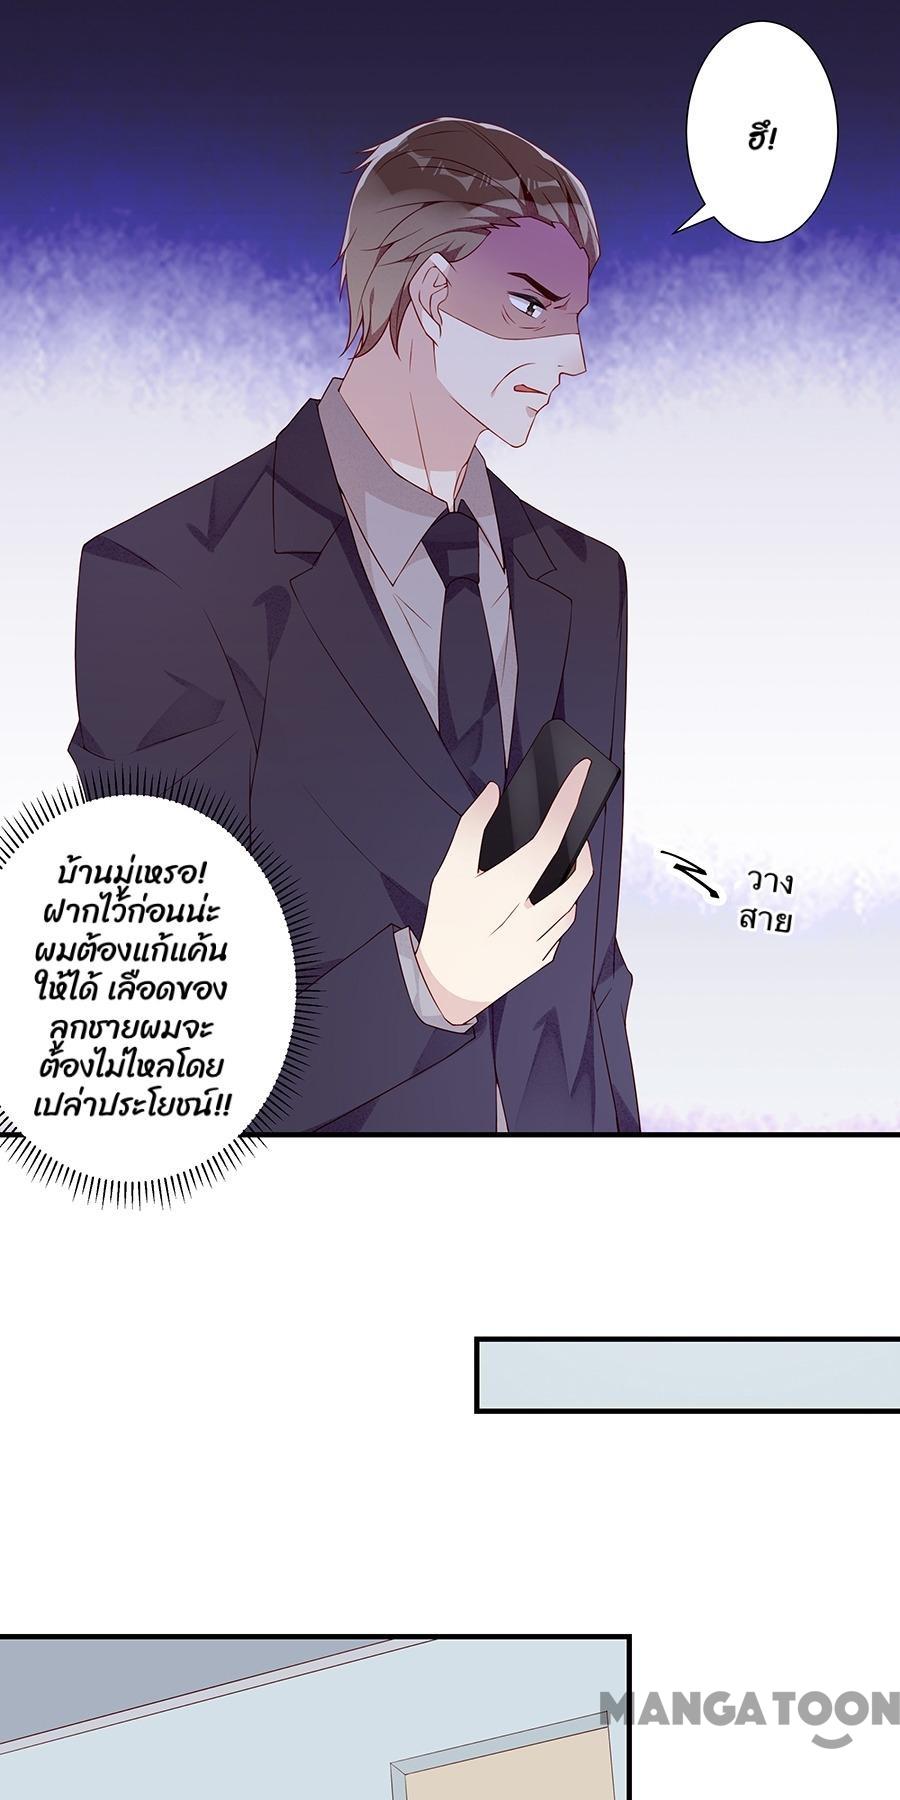 ฮึ!
บ้านมู่เหรอ!
ฝากไว้ก่อนน่ะ
ผมต้องแก้แค้น
ให้ได้ เลือดของ
ลูกชายผมจะ
ต้องไม่ไหลโดย
เปล่าประโยชน์!!
วาง
สาย
MANGATOON